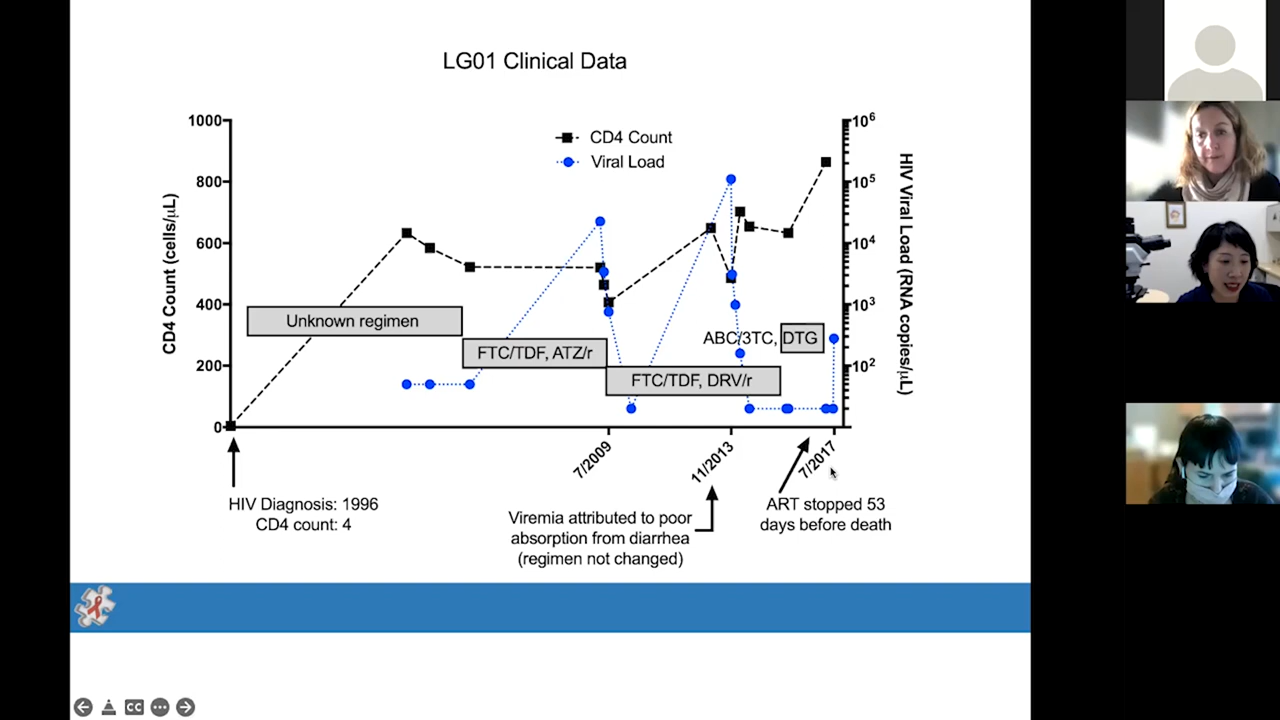 LG01 Clinical Data
1000
800
600
400
200
0
CD4 Count (cells/μL)
CD4 Count
Viral Load
10⁶
10⁵
10⁴
10³
10²
HIV Viral Load (RNA copies/μL)
Unknown regimen
FTC/TDF, ATZ/r
FTC/TDF, DRV/r
ABC/3TC, DTG
7/2009
11/2013
7/2017
HIV Diagnosis: 1996
CD4 count: 4
Viremia attributed to poor
absorption from diarrhea
(regimen not changed)
ART stopped 53
days before death
CC